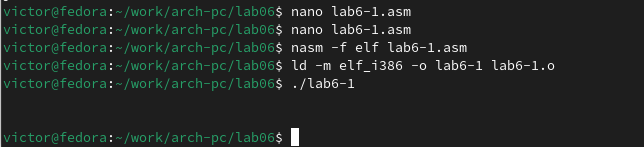 victor@fedora:~/work/arch-pc/lab06$ nano lab6-1.asm
victor@fedora:~/work/arch-pc/lab06$ nano lab6-1.asm
victor@fedora:~/work/arch-pc/lab06$ nasm -f elf lab6-1.asm
victor@fedora:~/work/arch-pc/lab06$ ld -m elf_i386 -o lab6-1 lab6-1.o
victor@fedora:~/work/arch-pc/lab06$ ./lab6-1
victor@fedora:~/work/arch-pc/lab06$